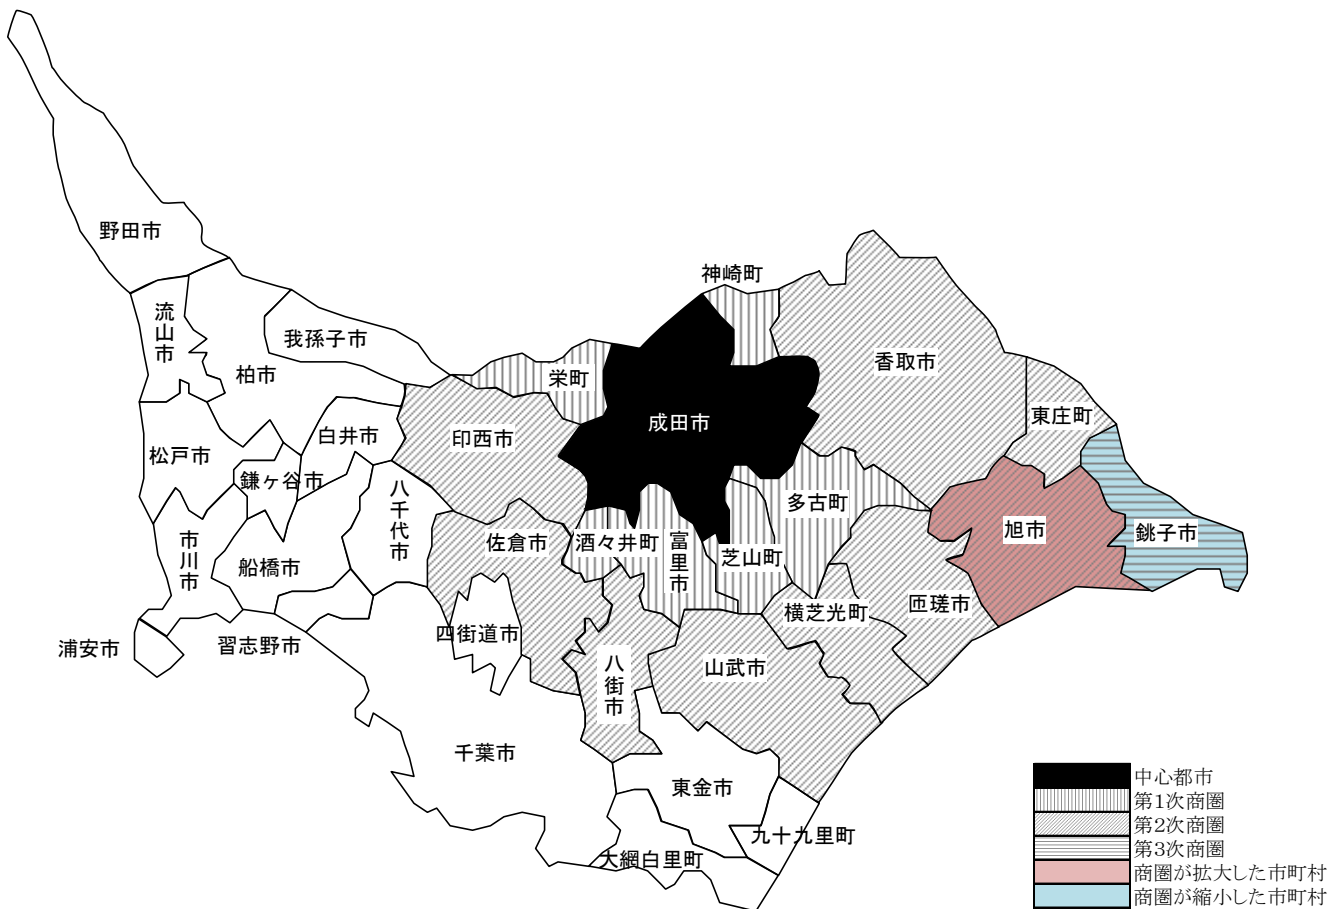 野田市
神崎町
流山市
我孫子市
柏市
栄町
香取市
成田市
東庄町
白井市
印西市
松戸市
鎌ヶ谷市
八千代市
多古町
市川市
佐倉市
酒々井町
富里市
芝山町
旭市
銚子市
船橋市
横芝光町
匝瑳市
四街道市
浦安市
習志野市
八街市
山武市
千葉市
東金市
九十九里町
大網白里町
中心都市
第1次商圏
第2次商圏
第3次商圏
商圏が拡大した市町村
商圏が縮小した市町村